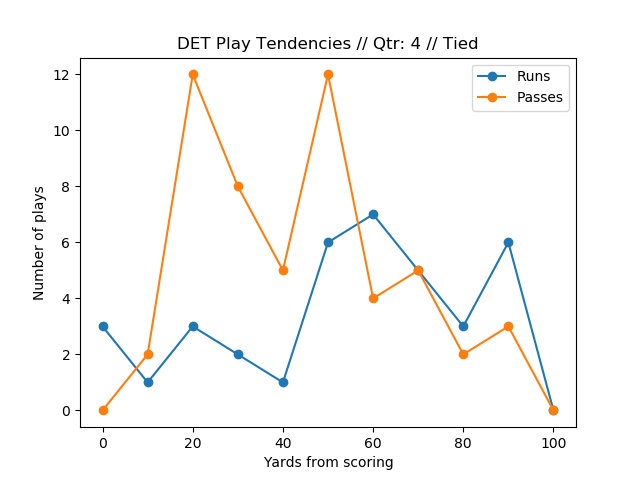 DET Play Tendencies // Qtr: 4 // Tied
Runs
Passes
12
10
8
6
4
2
0
Number of plays
0 20 40 60 80 100
Yards from scoring